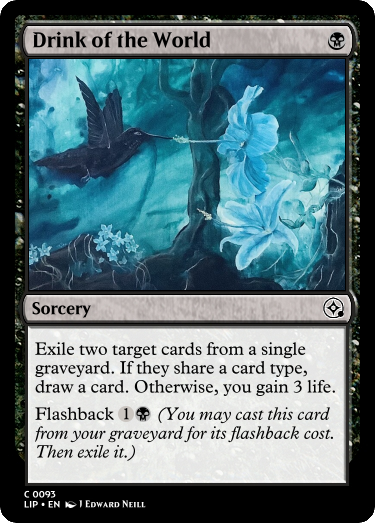 Drink of the World
Sorcery
Exile two target cards from a single
graveyard. If they share a card type,
draw a card. Otherwise, you gain 3 life.
Flashback 1 (You may cast this card
from your graveyard for its flashback cost.
Then exile it.)
C 0093
LIP • EN J Edward Neill